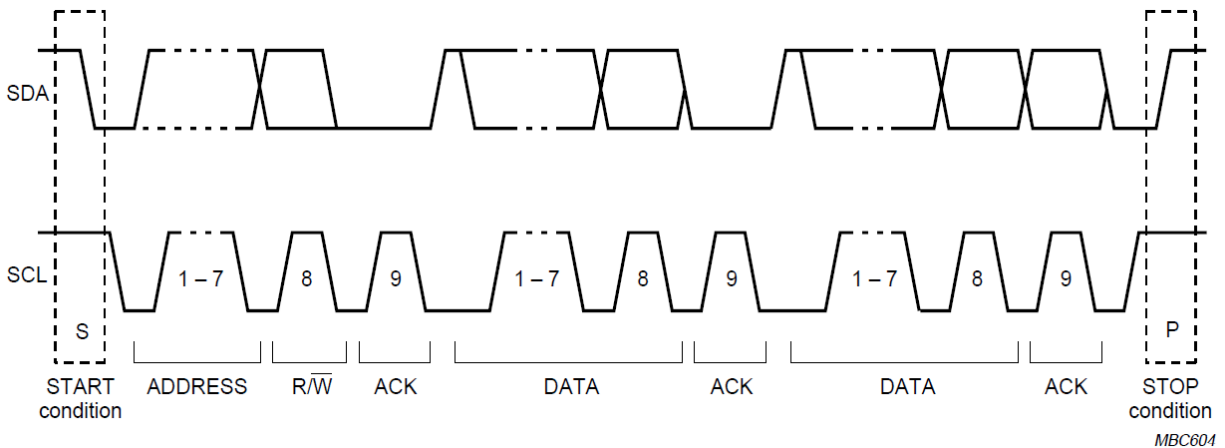 SDA
SCL
1 – 7 8 9 1 – 7 8 9 1 – 7 8 9
S P
START condition ADDRESS R/W̅ ACK DATA ACK DATA ACK STOP condition
MBC604